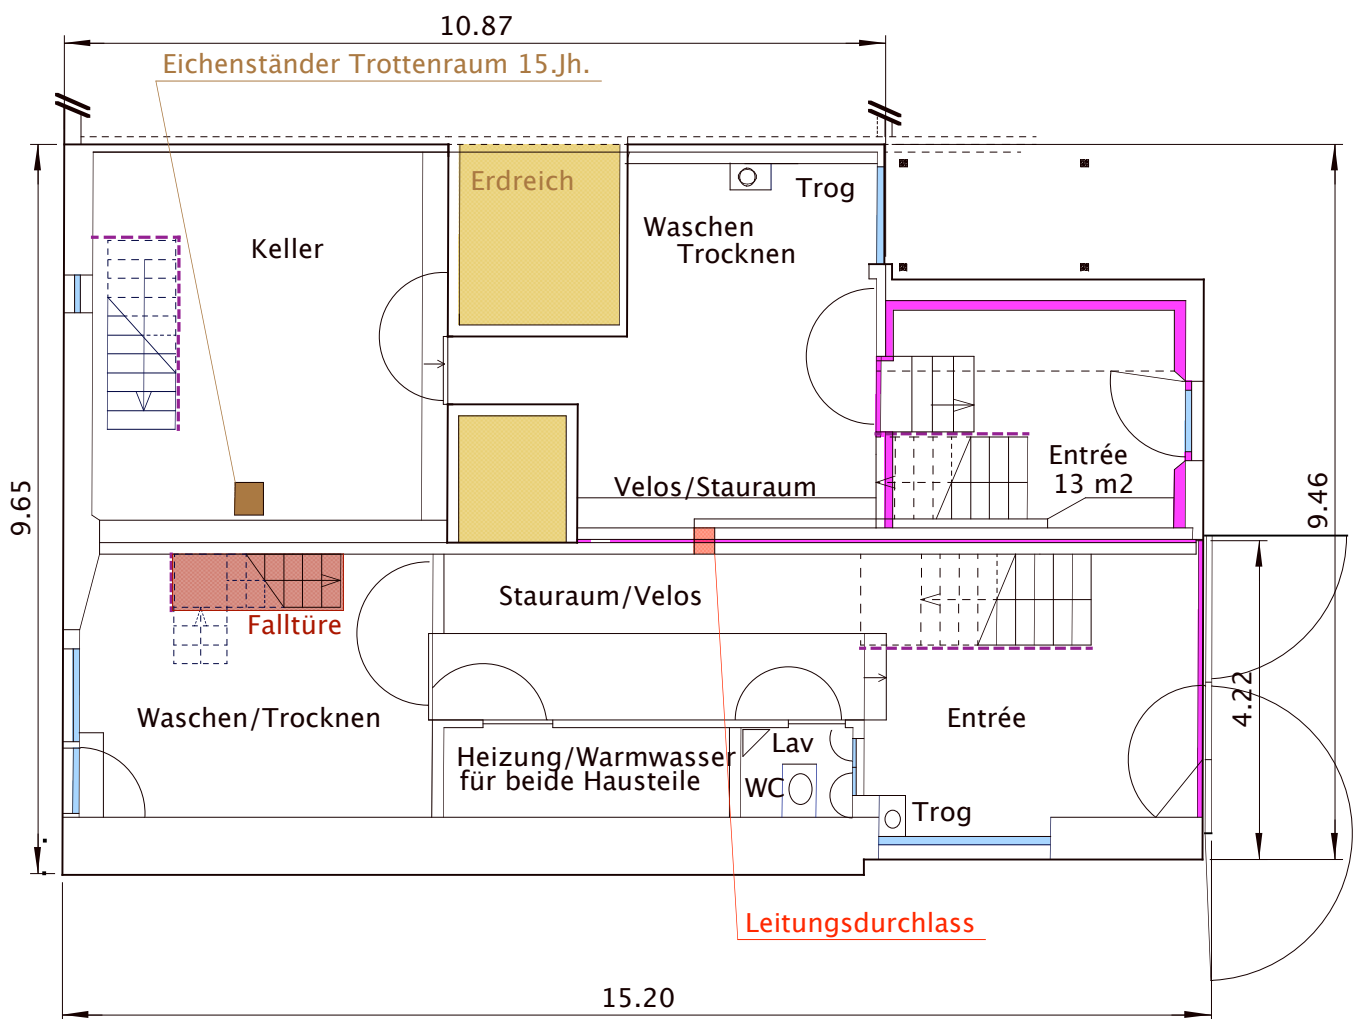 10.87
Eichenständer Trottenraum 15.Jh.
Erdreich
Trog
Keller
Waschen
Trocknen
9.65
9.46
Entrée
13 m2
Velos/Stauraum
Stauraum/Velos
Falltüre
4.22
Waschen/Trocknen
Entrée
Heizung/Warmwasser
für beide Hausteile
Lav
WC
Trog
Leitungsdurchlass
15.20